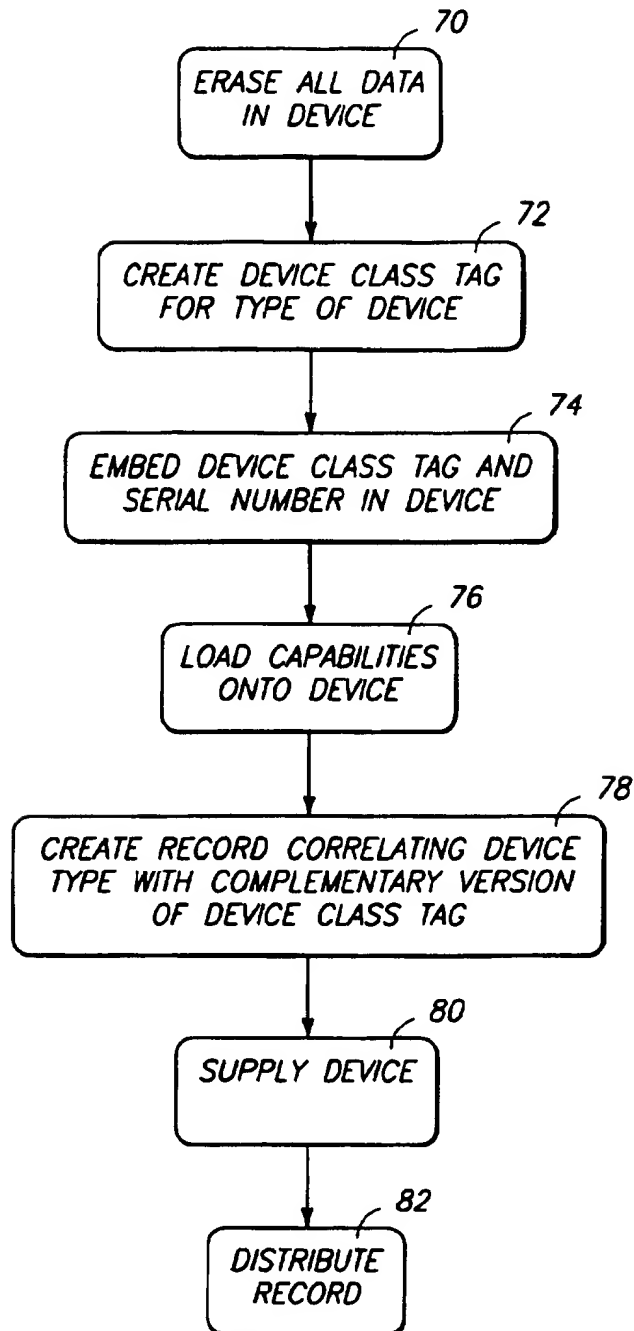 70
ERASE ALL DATA
IN DEVICE
72
CREATE DEVICE CLASS TAG
FOR TYPE OF DEVICE
74
EMBED DEVICE CLASS TAG AND
SERIAL NUMBER IN DEVICE
76
LOAD CAPABILITIES
ONTO DEVICE
78
CREATE RECORD CORRELATING DEVICE
TYPE WITH COMPLEMENTARY VERSION
OF DEVICE CLASS TAG
80
SUPPLY DEVICE
82
DISTRIBUTE
RECORD